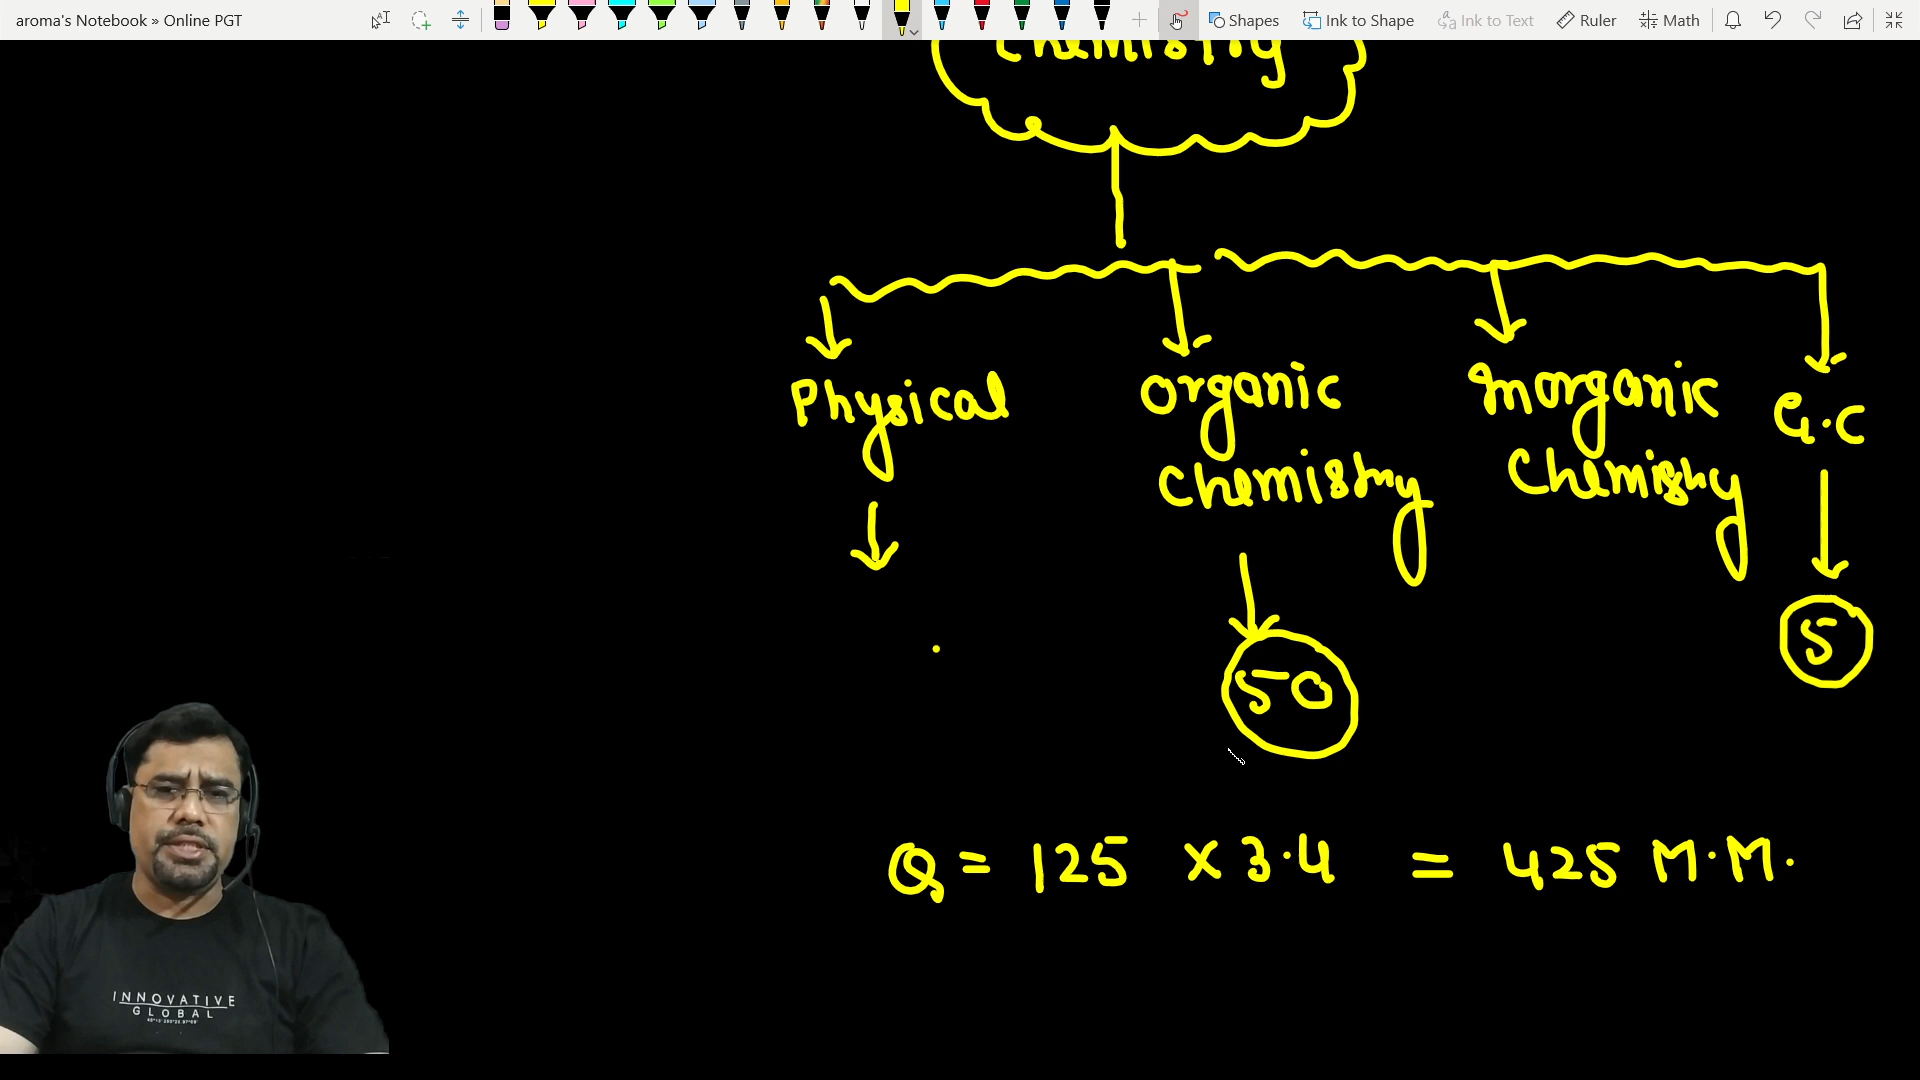 aroma's Notebook » Online PGT
Shapes
Ink to Shape
Ink to Text
Ruler
Math
Chemistry
Physical
Organic
Chemistry
Inorganic
Chemistry
G.C
50
5
Q = 125 x 3.4 = 425 M.M.
INNOVATIVE
GLOBAL